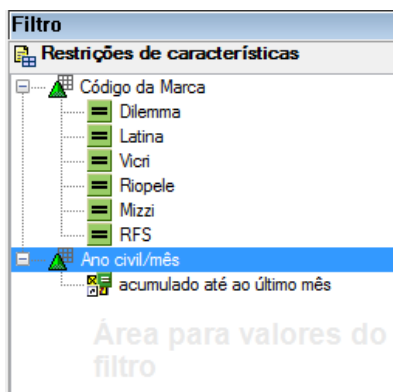 Filtro
Restrições de características
Código da Marca
Dilemma
Latina
Vicri
Riopele
Mizzi
RFS
Ano civil/mês
acumulado até ao último mês
Área para valores do
filtro